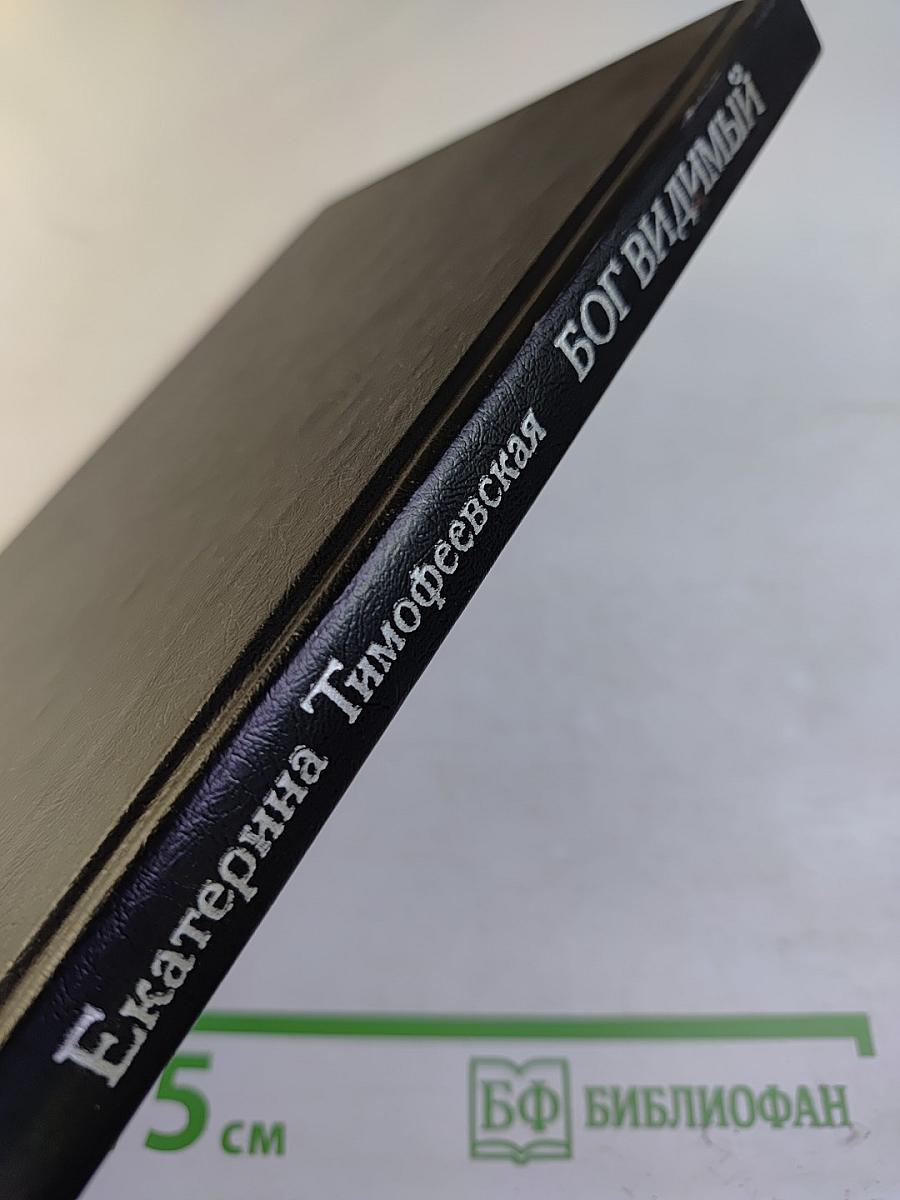 Екатерина Тимофеевская БОГ ВИДИМЫЙ
5 см
БФ БИБЛИОФАН